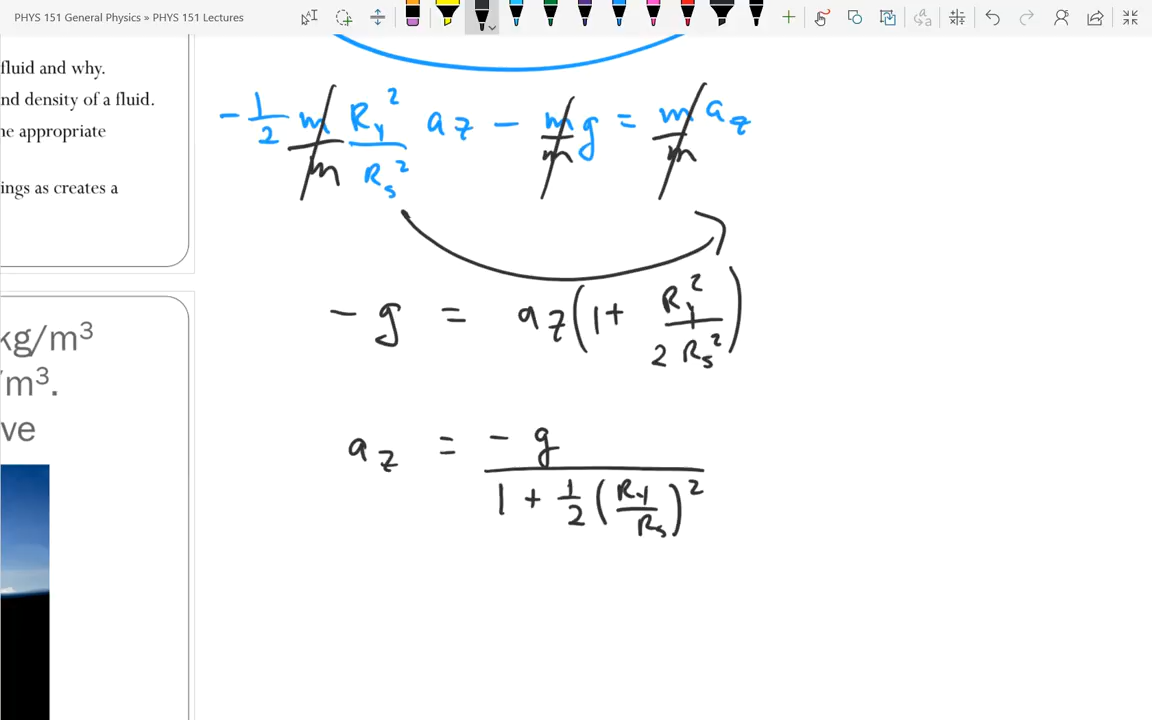 PHYS 151 General Physics » PHYS 151 Lectures
fluid and why.
nd density of a fluid.
ne appropriate
ings as creates a
kg/m³
/m³.
ve
-1/2 m/m R_y²/R_s² a_z - m/m g = m/m a_z
- g = a_z (1 + R_y²/2 R_s²)
a_z = - g / 1 + 1/2 (R_y/R_s)²